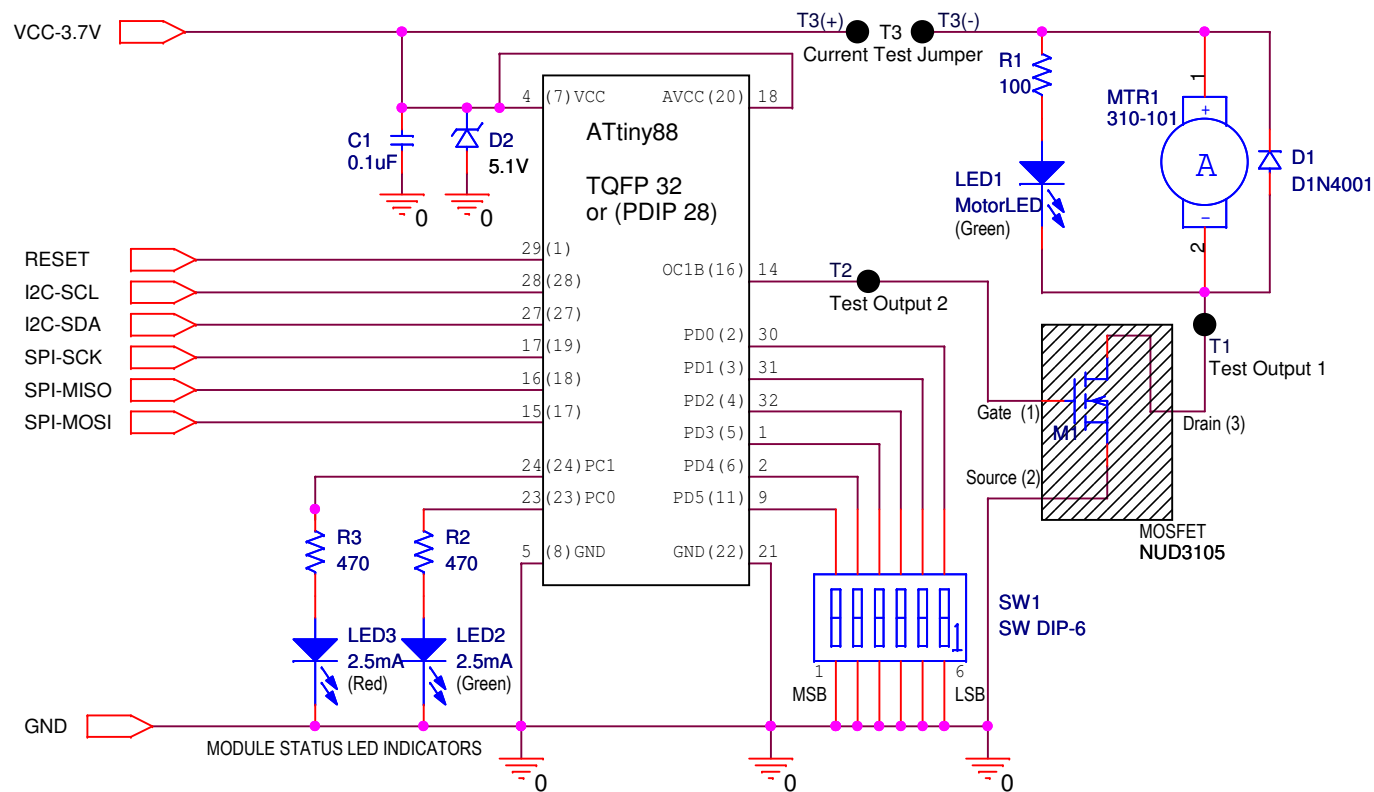 VCC-3.7V
T3(+)
T3
T3(-)
Current Test Jumper
R1
100
1
MTR1
310-101
+
A
−
2
D1
D1N4001
LED1
MotorLED
(Green)
4
(7)VCC
AVCC(20)
18
C1
0.1uF
D2
5.1V
0
0
ATtiny88
TQFP 32
or (PDIP 28)
RESET
29
(1)
I2C-SCL
28
(28)
I2C-SDA
27
(27)
SPI-SCK
17
(19)
SPI-MISO
16
(18)
SPI-MOSI
15
(17)
OC1B(16)
14
T2
Test Output 2
T1
Test Output 1
PD0(2)
30
PD1(3)
31
PD2(4)
32
PD3(5)
1
PD4(6)
2
PD5(11)
9
Gate (1)
M1
Drain (3)
Source (2)
MOSFET
NUD3105
24
(24)PC1
23
(23)PC0
5
(8)GND
GND(22)
21
R3
470
R2
470
LED3
2.5mA
(Red)
LED2
2.5mA
(Green)
SW1
SW DIP-6
1
1
6
MSB
LSB
GND
MODULE STATUS LED INDICATORS
0
0
0